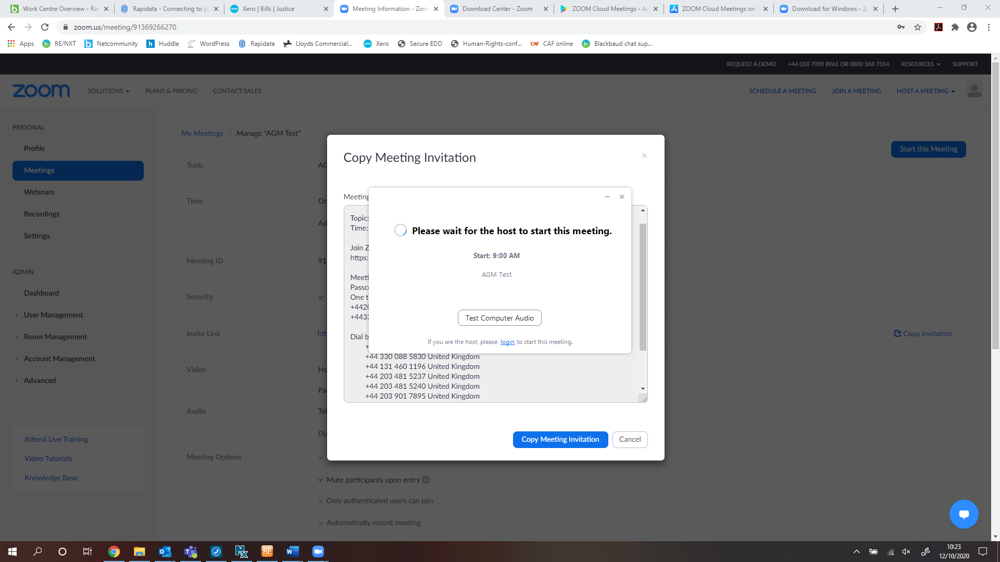 Work Centre Overview - Rai
Rapidata - Connecting to yo
Xero | Bills | Justice
Meeting Information - Zoom
Download Center - Zoom
ZOOM Cloud Meetings - Ap
ZOOM Cloud Meetings on t
Download for Windows - Zo
zoom.us/meeting/91369266270
Apps
RE/NXT
Netcommunity
Huddle
WordPress
Rapidata
Lloyds Commercial...
Xero
Secure EDD
Human-Rights-conf...
CAF CAF online
Blackbaud chat sup...
REQUEST A DEMO
+44 (20) 7039 8961 OR 0800 368 7314
RESOURCES
SUPPORT
zoom
SOLUTIONS
PLANS & PRICING
CONTACT SALES
SCHEDULE A MEETING
JOIN A MEETING
HOST A MEETING
PERSONAL
Profile
Meetings
Webinars
Recordings
Settings
ADMIN
Dashboard
> User Management
> Room Management
> Account Management
> Advanced
Attend Live Training
Video Tutorials
Knowledge Base
My Meetings > Manage "AGM Test"
Start this Meeting
Topic
AG
Time
Oc
Ad
Meeting ID
91
Security
Invite Link
htt
Copy Invitation
Video
Ho
Pa
Audio
Tel
Dia
Meeting Options
Mute participants upon entry
Only authenticated users can join
Automatically record meeting
Copy Meeting Invitation
Meeting
Topic:
Time:
Join Z
https:
Meeti
Passco
One t
+4420
+4433
Dial b
+
+44 330 088 5830 United Kingdom
+44 131 460 1196 United Kingdom
+44 203 481 5237 United Kingdom
+44 203 481 5240 United Kingdom
+44 203 901 7895 United Kingdom
Copy Meeting Invitation
Cancel
Please wait for the host to start this meeting.
Start: 9:00 AM
AGM Test
Test Computer Audio
If you are the host, please login to start this meeting.
10:23
12/10/2020